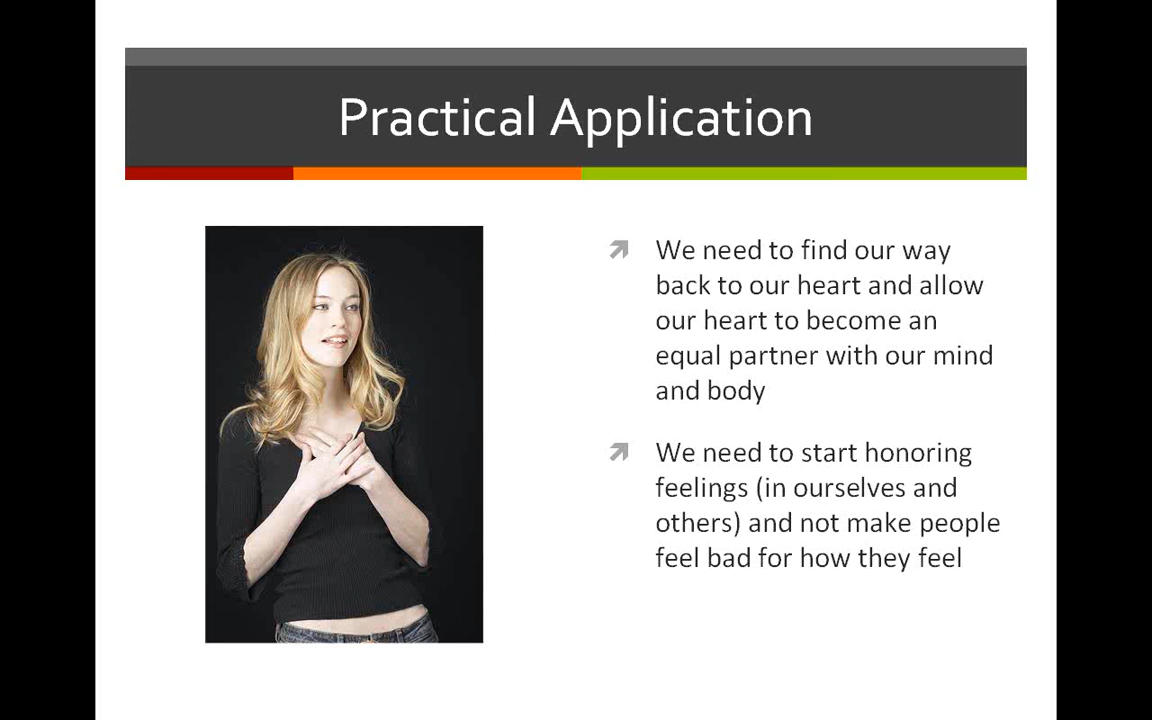 Practical Application
We need to find our way
back to our heart and allow
our heart to become an
equal partner with our mind
and body
We need to start honoring
feelings (in ourselves and
others) and not make people
feel bad for how they feel